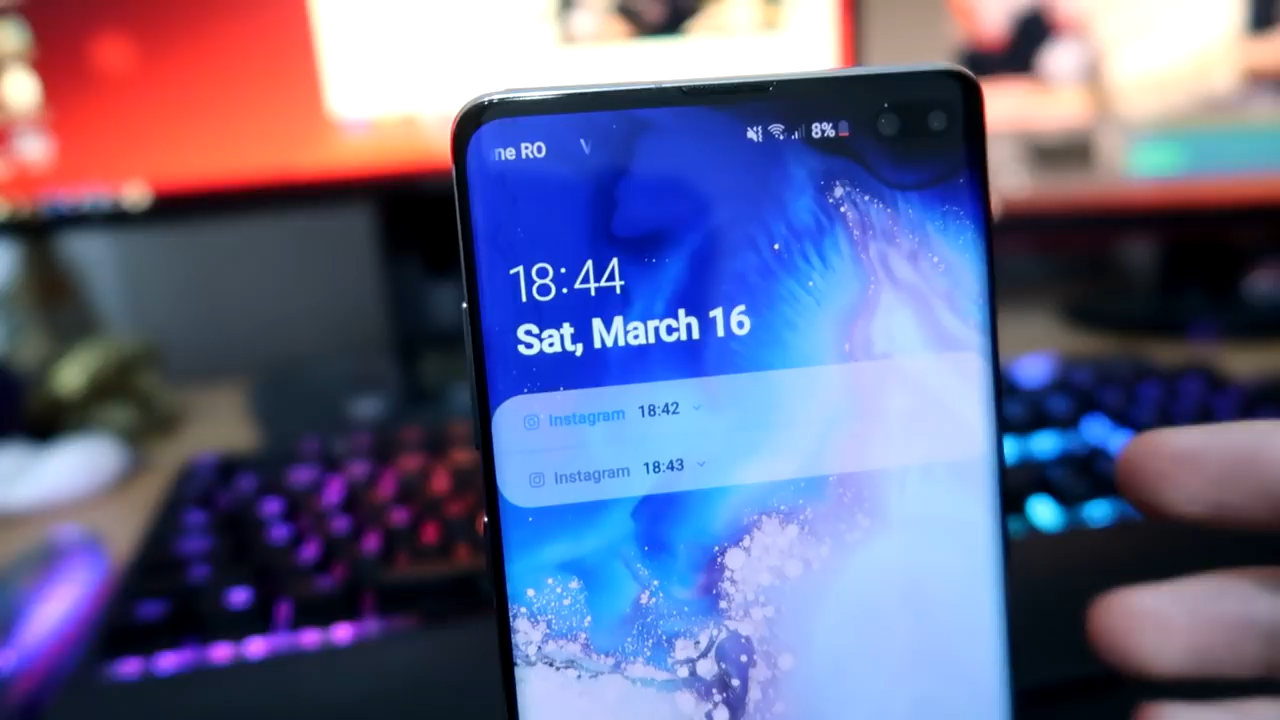 ne RO V
8%
18:44
Sat, March 16
Instagram 18:42
Instagram 18:43